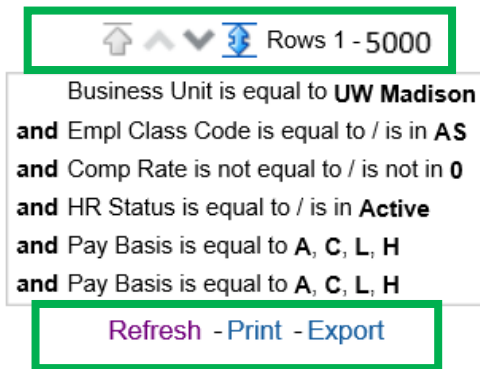 Rows 1 - 5000
Business Unit is equal to UW Madison
and Empl Class Code is equal to / is in AS
and Comp Rate is not equal to / is not in 0
and HR Status is equal to / is in Active
and Pay Basis is equal to A, C, L, H
and Pay Basis is equal to A, C, L, H
Refresh - Print - Export